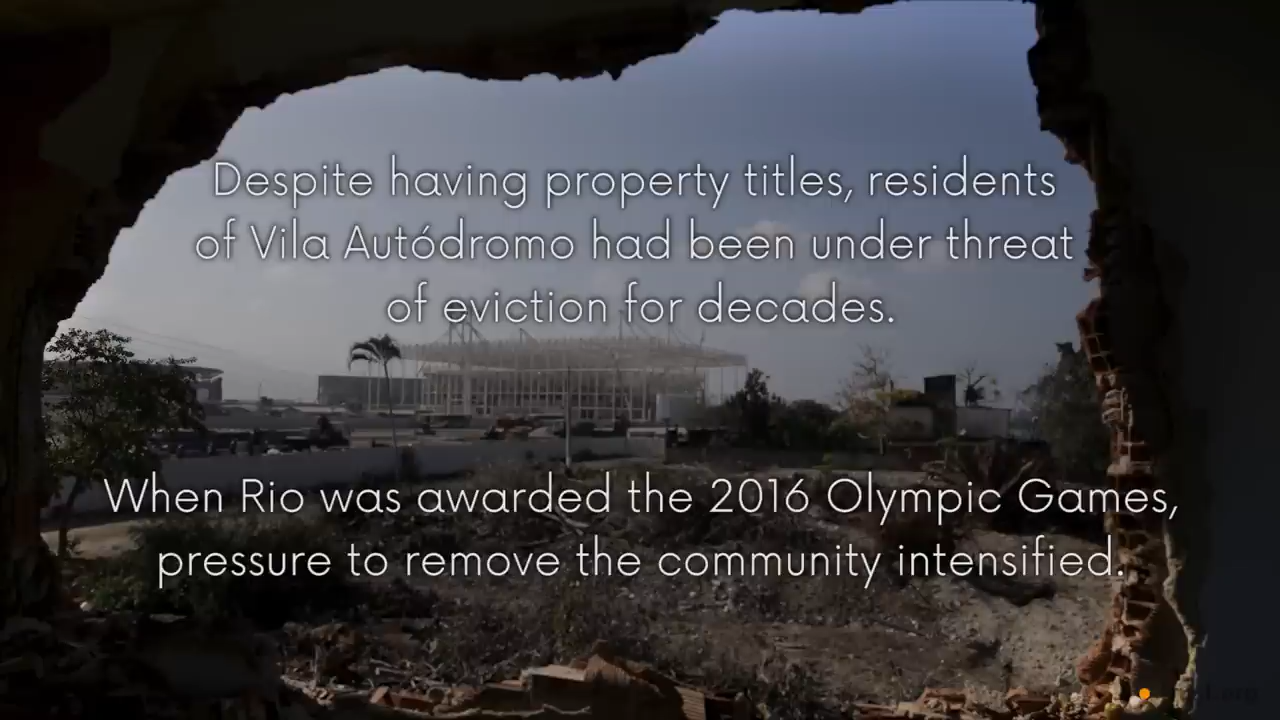 Despite having property titles, residents
of Vila Autódromo had been under threat
of eviction for decades.
When Rio was awarded the 2016 Olympic Games,
pressure to remove the community intensified.